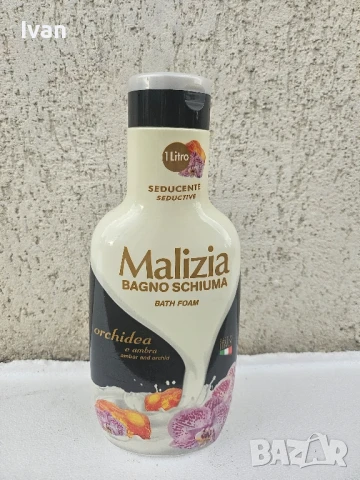 Ivan
1 Litro
SEDUCENTE
SEDUCTIVE
Malizia
BAGNO SCHIUMA
BATH FOAM
orchidea
e ambra
amber and orchid
BAZAR